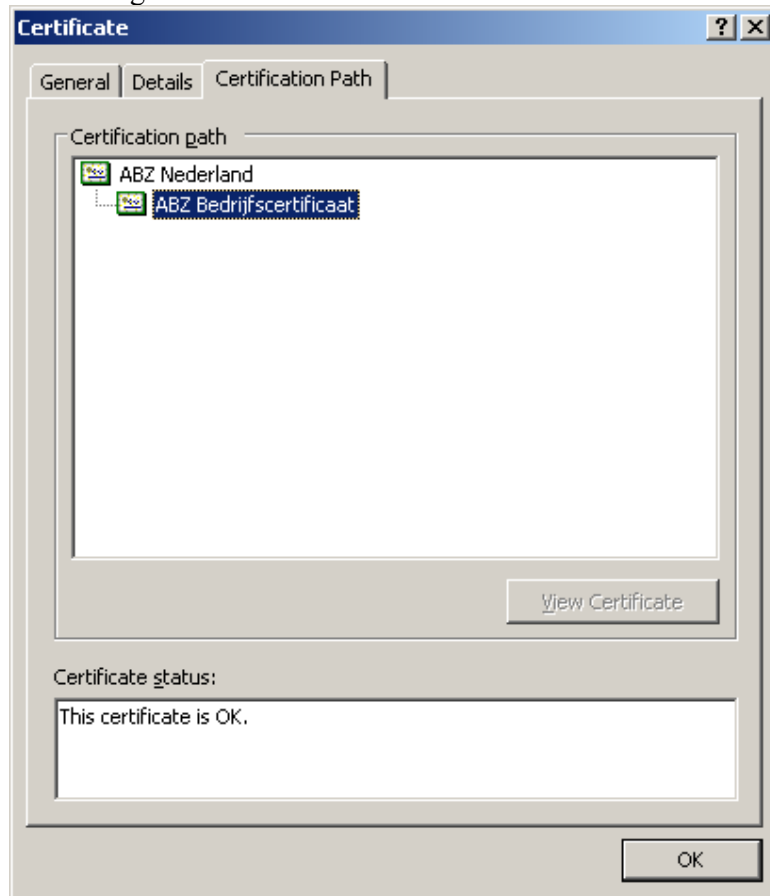 Certificate
General Details Certification Path
Certification path
ABZ Nederland
ABZ Bedrijfscertificaat
View Certificate
Certificate status:
This certificate is OK.
OK